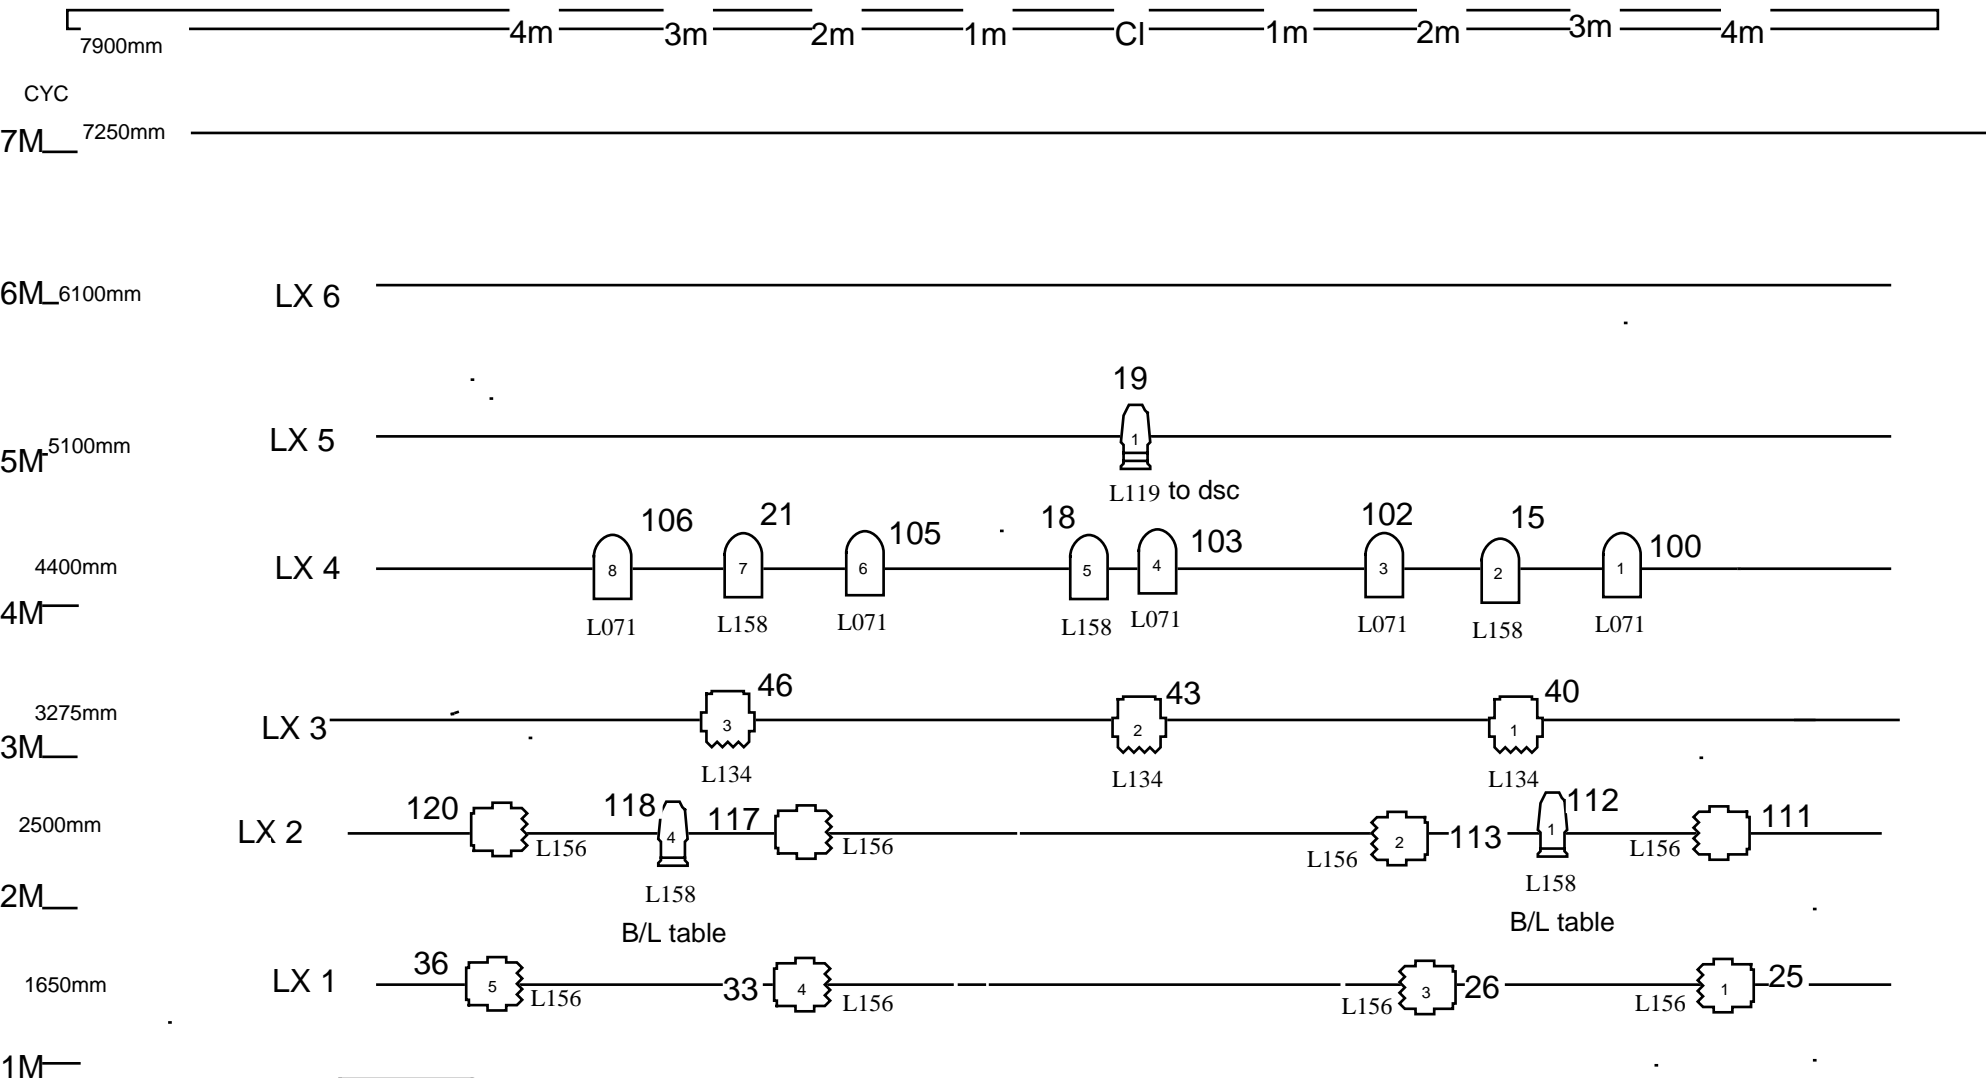 4m 3m 2m 1m Cl 1m 2m 3m 4m
7900mm
CYC
7M 7250mm
6M 6100mm LX 6
19
5M 5100mm LX 5 1
L119 to dsc
106 21 105 18 103 102 15 100
4400mm LX 4 8 7 6 5 4 3 2 1
4M
L071 L158 L071 L158 L071 L071 L158 L071
46 43 40
3275mm LX 3 3 2 1
3M
L134 L134 L134
120 118 117 113 112 111
2500mm LX 2 4 2 1
L156 L156 L156 L156
2M L158 L158
B/L table B/L table
36 33 26 25
1650mm LX 1 5 4 3 1
L156 L156 L156 L156
1M